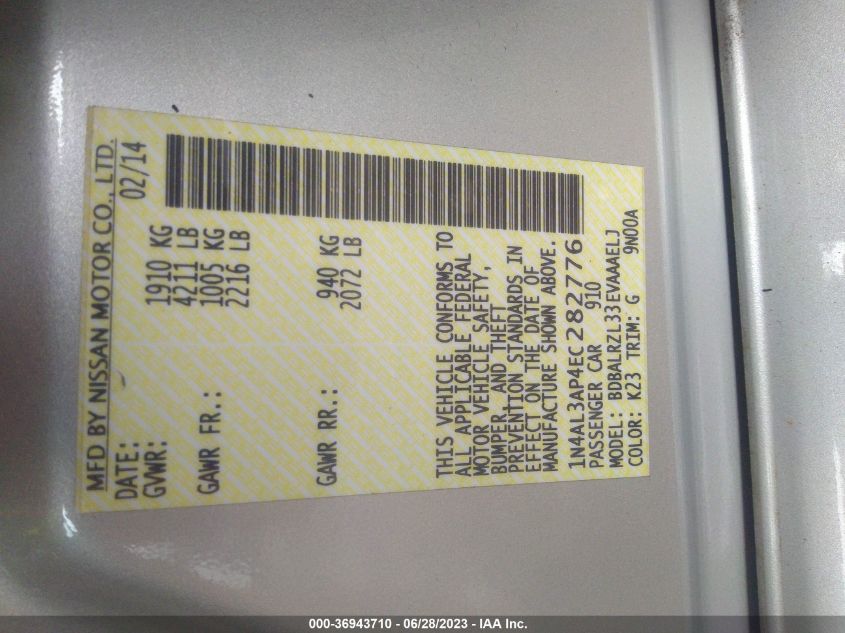 MFD BY NISSAN MOTOR CO., LTD.
DATE: 02/14
GVWR: 1910 KG
4211 LB
GAWR FR.: 1005 KG
2216 LB
GAWR RR.: 940 KG
2072 LB
THIS VEHICLE CONFORMS TO
ALL APPLICABLE FEDERAL
MOTOR VEHICLE SAFETY,
BUMPER, AND THEFT
PREVENTION STANDARDS IN
EFFECT ON THE DATE OF
MANUFACTURE SHOWN ABOVE.
1N4AL3AP4EC282776
PASSENGER CAR 910
MODEL: BDBALRZL33EVAAAELJ
COLOR: K23 TRIM: G 9N00A
000-36943710 - 06/28/2023 - IAA Inc.